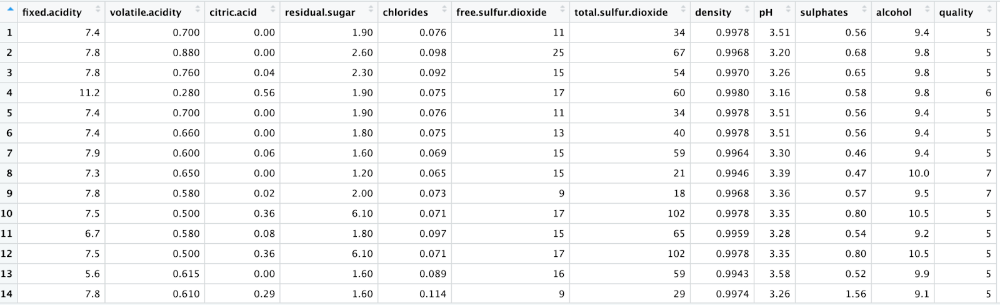 fixed.acidity volatile.acidity citric.acid residual.sugar chlorides free.sulfur.dioxide total.sulfur.dioxide density pH sulphates alcohol quality
1 7.4 0.700 0.00 1.90 0.076 11 34 0.9978 3.51 0.56 9.4 5
2 7.8 0.880 0.00 2.60 0.098 25 67 0.9968 3.20 0.68 9.8 5
3 7.8 0.760 0.04 2.30 0.092 15 54 0.9970 3.26 0.65 9.8 5
4 11.2 0.280 0.56 1.90 0.075 17 60 0.9980 3.16 0.58 9.8 6
5 7.4 0.700 0.00 1.90 0.076 11 34 0.9978 3.51 0.56 9.4 5
6 7.4 0.660 0.00 1.80 0.075 13 40 0.9978 3.51 0.56 9.4 5
7 7.9 0.600 0.06 1.60 0.069 15 59 0.9964 3.30 0.46 9.4 5
8 7.3 0.650 0.00 1.20 0.065 15 21 0.9946 3.39 0.47 10.0 7
9 7.8 0.580 0.02 2.00 0.073 9 18 0.9968 3.36 0.57 9.5 7
10 7.5 0.500 0.36 6.10 0.071 17 102 0.9978 3.35 0.80 10.5 5
11 6.7 0.580 0.08 1.80 0.097 15 65 0.9959 3.28 0.54 9.2 5
12 7.5 0.500 0.36 6.10 0.071 17 102 0.9978 3.35 0.80 10.5 5
13 5.6 0.615 0.00 1.60 0.089 16 59 0.9943 3.58 0.52 9.9 5
14 7.8 0.610 0.29 1.60 0.114 9 29 0.9974 3.26 1.56 9.1 5